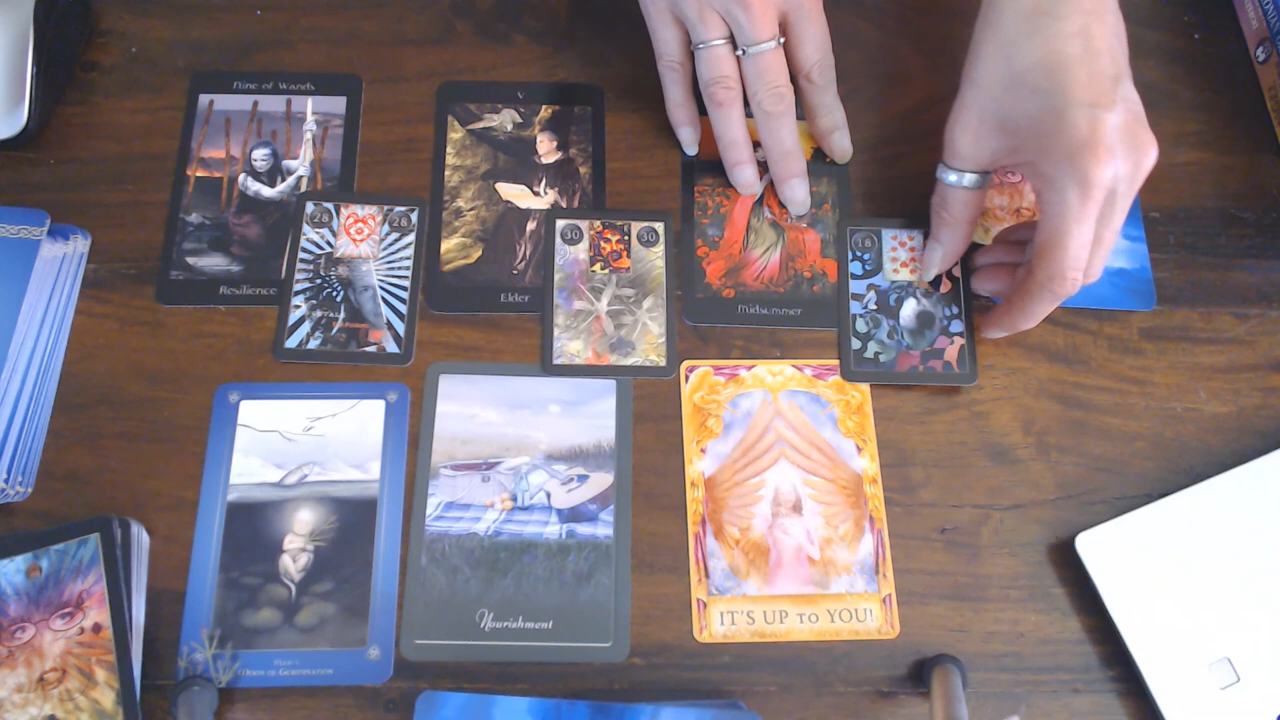 Nine of Wands
Resilience
28
28
V
Elder
30
30
Midsummer
18
MOON OF GERMINATION
Nourishment
IT'S UP TO YOU!